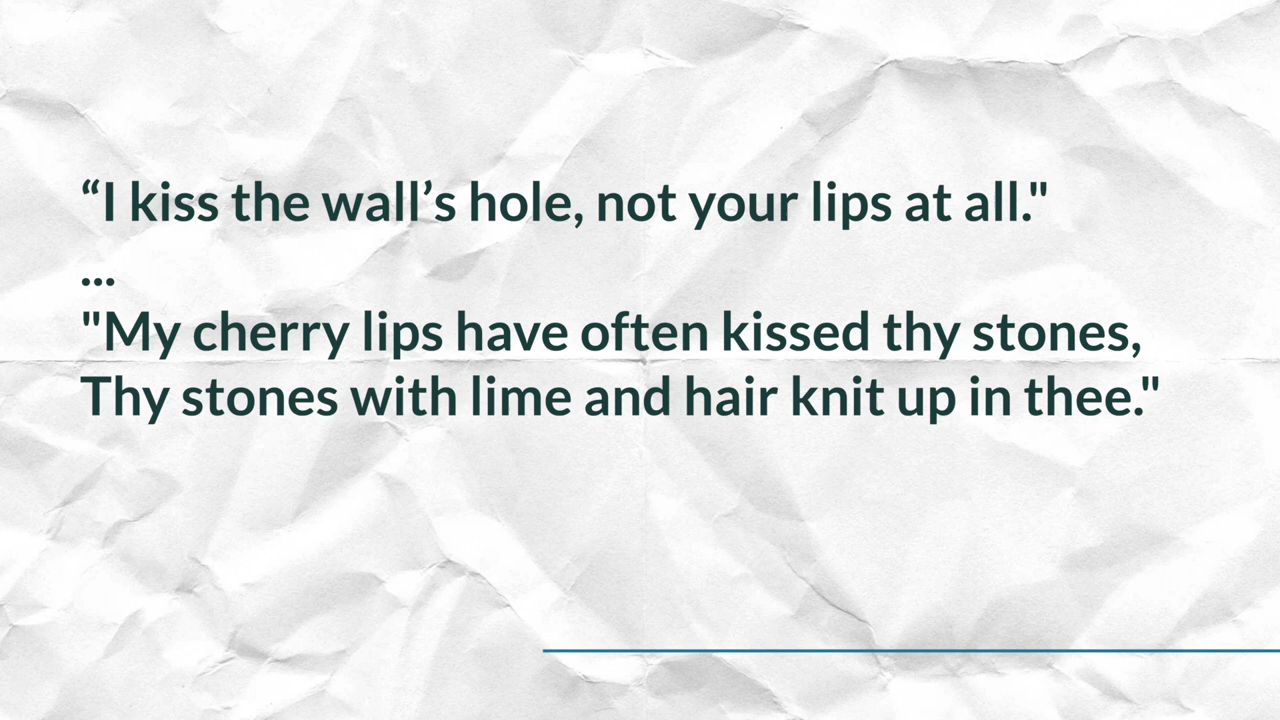 “I kiss the wall’s hole, not your lips at all."
...
"My cherry lips have often kissed thy stones,
Thy stones with lime and hair knit up in thee."